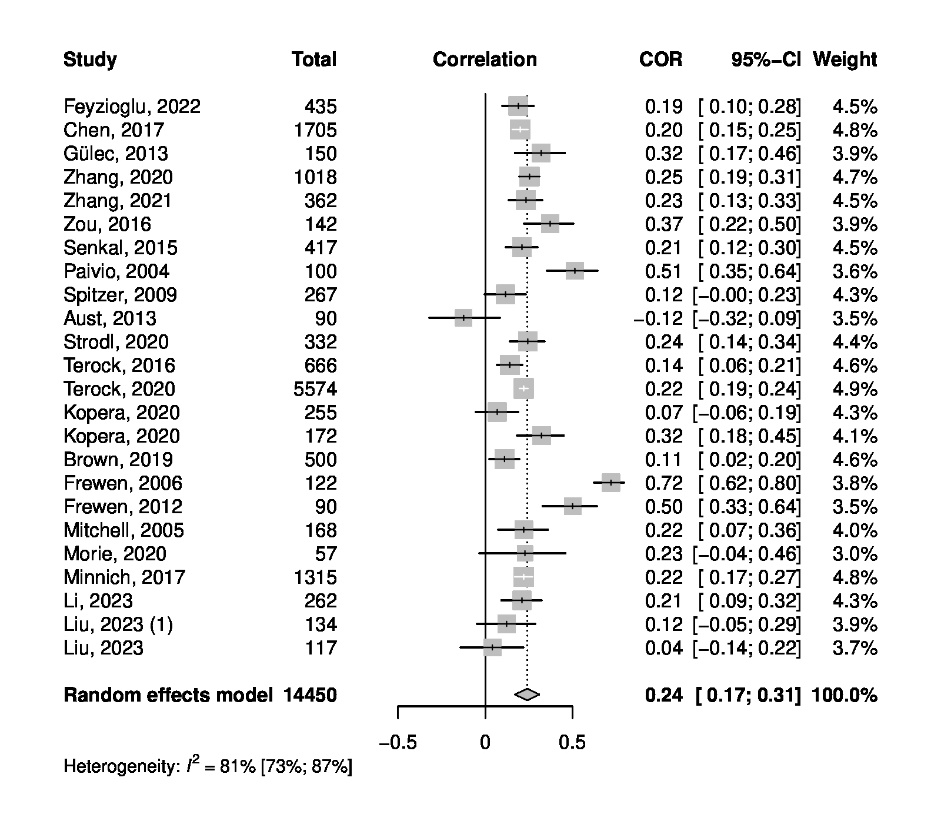 Study Total Correlation COR 95%−CI Weight
Feyzioglu, 2022 435 0.19 [ 0.10; 0.28] 4.5%
Chen, 2017 1705 0.20 [ 0.15; 0.25] 4.8%
Gülec, 2013 150 0.32 [ 0.17; 0.46] 3.9%
Zhang, 2020 1018 0.25 [ 0.19; 0.31] 4.7%
Zhang, 2021 362 0.23 [ 0.13; 0.33] 4.5%
Zou, 2016 142 0.37 [ 0.22; 0.50] 3.9%
Senkal, 2015 417 0.21 [ 0.12; 0.30] 4.5%
Paivio, 2004 100 0.51 [ 0.35; 0.64] 3.6%
Spitzer, 2009 267 0.12 [−0.00; 0.23] 4.3%
Aust, 2013 90 −0.12 [−0.32; 0.09] 3.5%
Strodl, 2020 332 0.24 [ 0.14; 0.34] 4.4%
Terock, 2016 666 0.14 [ 0.06; 0.21] 4.6%
Terock, 2020 5574 0.22 [ 0.19; 0.24] 4.9%
Kopera, 2020 255 0.07 [−0.06; 0.19] 4.3%
Kopera, 2020 172 0.32 [ 0.18; 0.45] 4.1%
Brown, 2019 500 0.11 [ 0.02; 0.20] 4.6%
Frewen, 2006 122 0.72 [ 0.62; 0.80] 3.8%
Frewen, 2012 90 0.50 [ 0.33; 0.64] 3.5%
Mitchell, 2005 168 0.22 [ 0.07; 0.36] 4.0%
Morie, 2020 57 0.23 [−0.04; 0.46] 3.0%
Minnich, 2017 1315 0.22 [ 0.17; 0.27] 4.8%
Li, 2023 262 0.21 [ 0.09; 0.32] 4.3%
Liu, 2023 (1) 134 0.12 [−0.05; 0.29] 3.9%
Liu, 2023 117 0.04 [−0.14; 0.22] 3.7%
Random effects model 14450 0.24 [ 0.17; 0.31] 100.0%
−0.5 0 0.5
Heterogeneity: I² = 81% [73%; 87%]